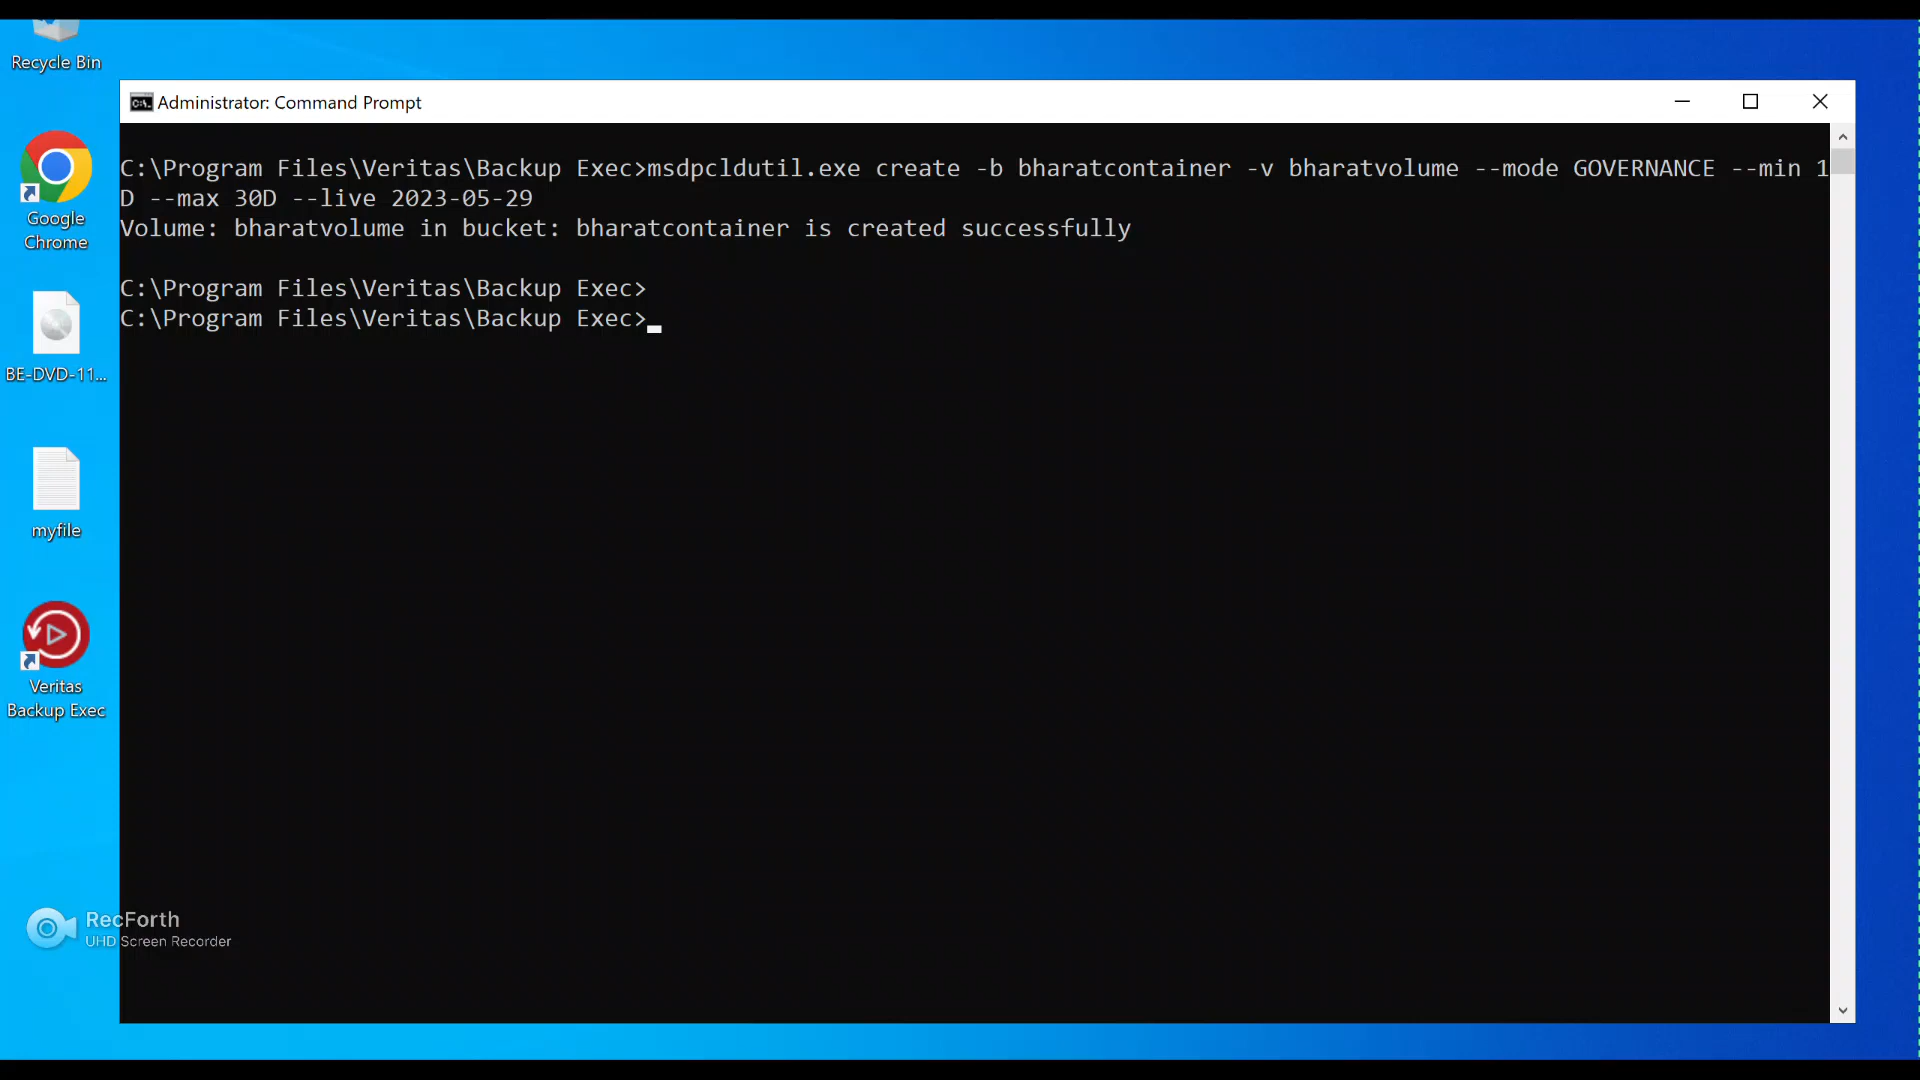 Recycle Bin
Administrator: Command Prompt
C:\Program Files\Veritas\Backup Exec>msdpcldutil.exe create -b bharatcontainer -v bharatvolume --mode GOVERNANCE --min 1
D --max 30D --live 2023-05-29
Volume: bharatvolume in bucket: bharatcontainer is created successfully
C:\Program Files\Veritas\Backup Exec>
C:\Program Files\Veritas\Backup Exec>
Google
Chrome
BE-DVD-11...
myfile
Veritas
Backup Exec
RecForth
UHD Screen Recorder